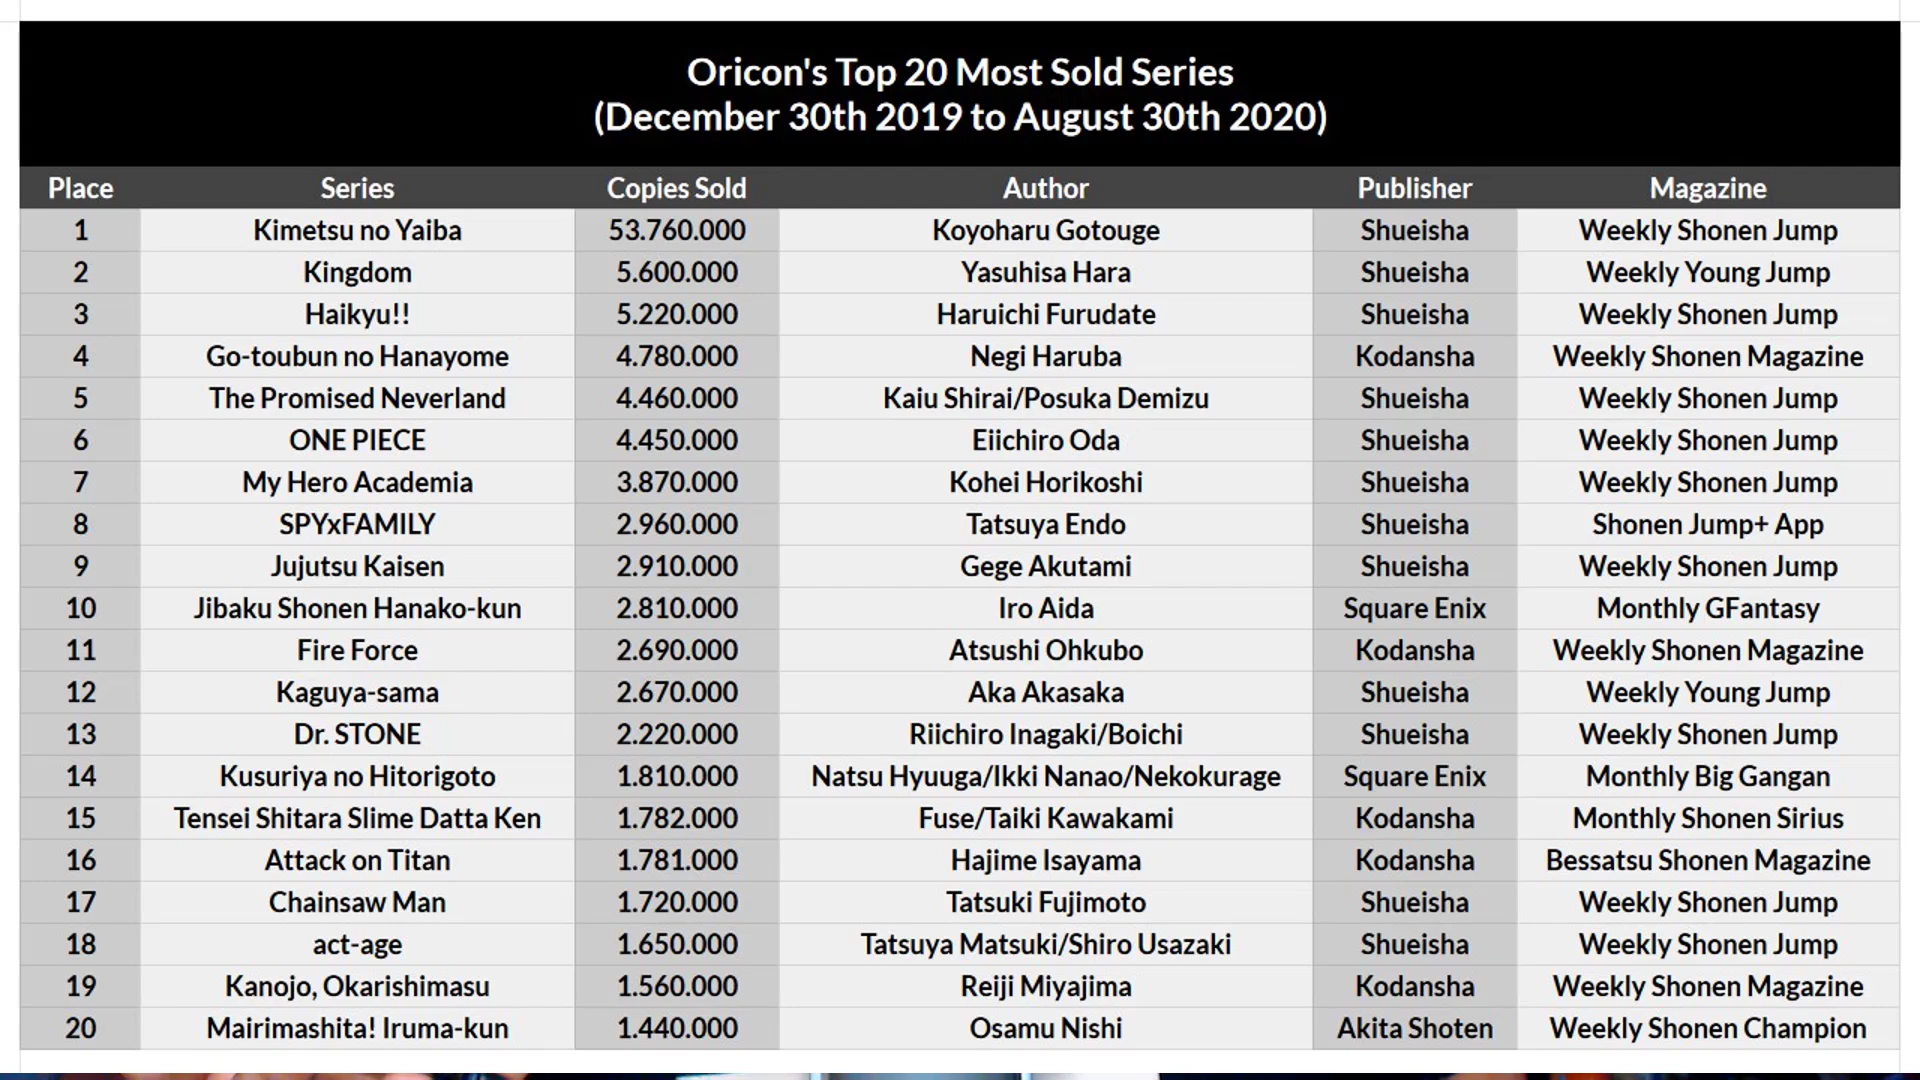 Oricon's Top 20 Most Sold Series
(December 30th 2019 to August 30th 2020)
Place Series Copies Sold Author Publisher Magazine
1 Kimetsu no Yaiba 53.760.000 Koyoharu Gotouge Shueisha Weekly Shonen Jump
2 Kingdom 5.600.000 Yasuhisa Hara Shueisha Weekly Young Jump
3 Haikyu!! 5.220.000 Haruichi Furudate Shueisha Weekly Shonen Jump
4 Go-toubun no Hanayome 4.780.000 Negi Haruba Kodansha Weekly Shonen Magazine
5 The Promised Neverland 4.460.000 Kaiu Shirai/Posuka Demizu Shueisha Weekly Shonen Jump
6 ONE PIECE 4.450.000 Eiichiro Oda Shueisha Weekly Shonen Jump
7 My Hero Academia 3.870.000 Kohei Horikoshi Shueisha Weekly Shonen Jump
8 SPYxFAMILY 2.960.000 Tatsuya Endo Shueisha Shonen Jump+ App
9 Jujutsu Kaisen 2.910.000 Gege Akutami Shueisha Weekly Shonen Jump
10 Jibaku Shonen Hanako-kun 2.810.000 Iro Aida Square Enix Monthly GFantasy
11 Fire Force 2.690.000 Atsushi Ohkubo Kodansha Weekly Shonen Magazine
12 Kaguya-sama 2.670.000 Aka Akasaka Shueisha Weekly Young Jump
13 Dr. STONE 2.220.000 Riichiro Inagaki/Boichi Shueisha Weekly Shonen Jump
14 Kusuriya no Hitorigoto 1.810.000 Natsu Hyuuga/Ikki Nanao/Nekokurage Square Enix Monthly Big Gangan
15 Tensei Shitara Slime Datta Ken 1.782.000 Fuse/Taiki Kawakami Kodansha Monthly Shonen Sirius
16 Attack on Titan 1.781.000 Hajime Isayama Kodansha Bessatsu Shonen Magazine
17 Chainsaw Man 1.720.000 Tatsuki Fujimoto Shueisha Weekly Shonen Jump
18 act-age 1.650.000 Tatsuya Matsuki/Shiro Usazaki Shueisha Weekly Shonen Jump
19 Kanojo, Okarishimasu 1.560.000 Reiji Miyajima Kodansha Weekly Shonen Magazine
20 Mairimashita! Iruma-kun 1.440.000 Osamu Nishi Akita Shoten Weekly Shonen Champion